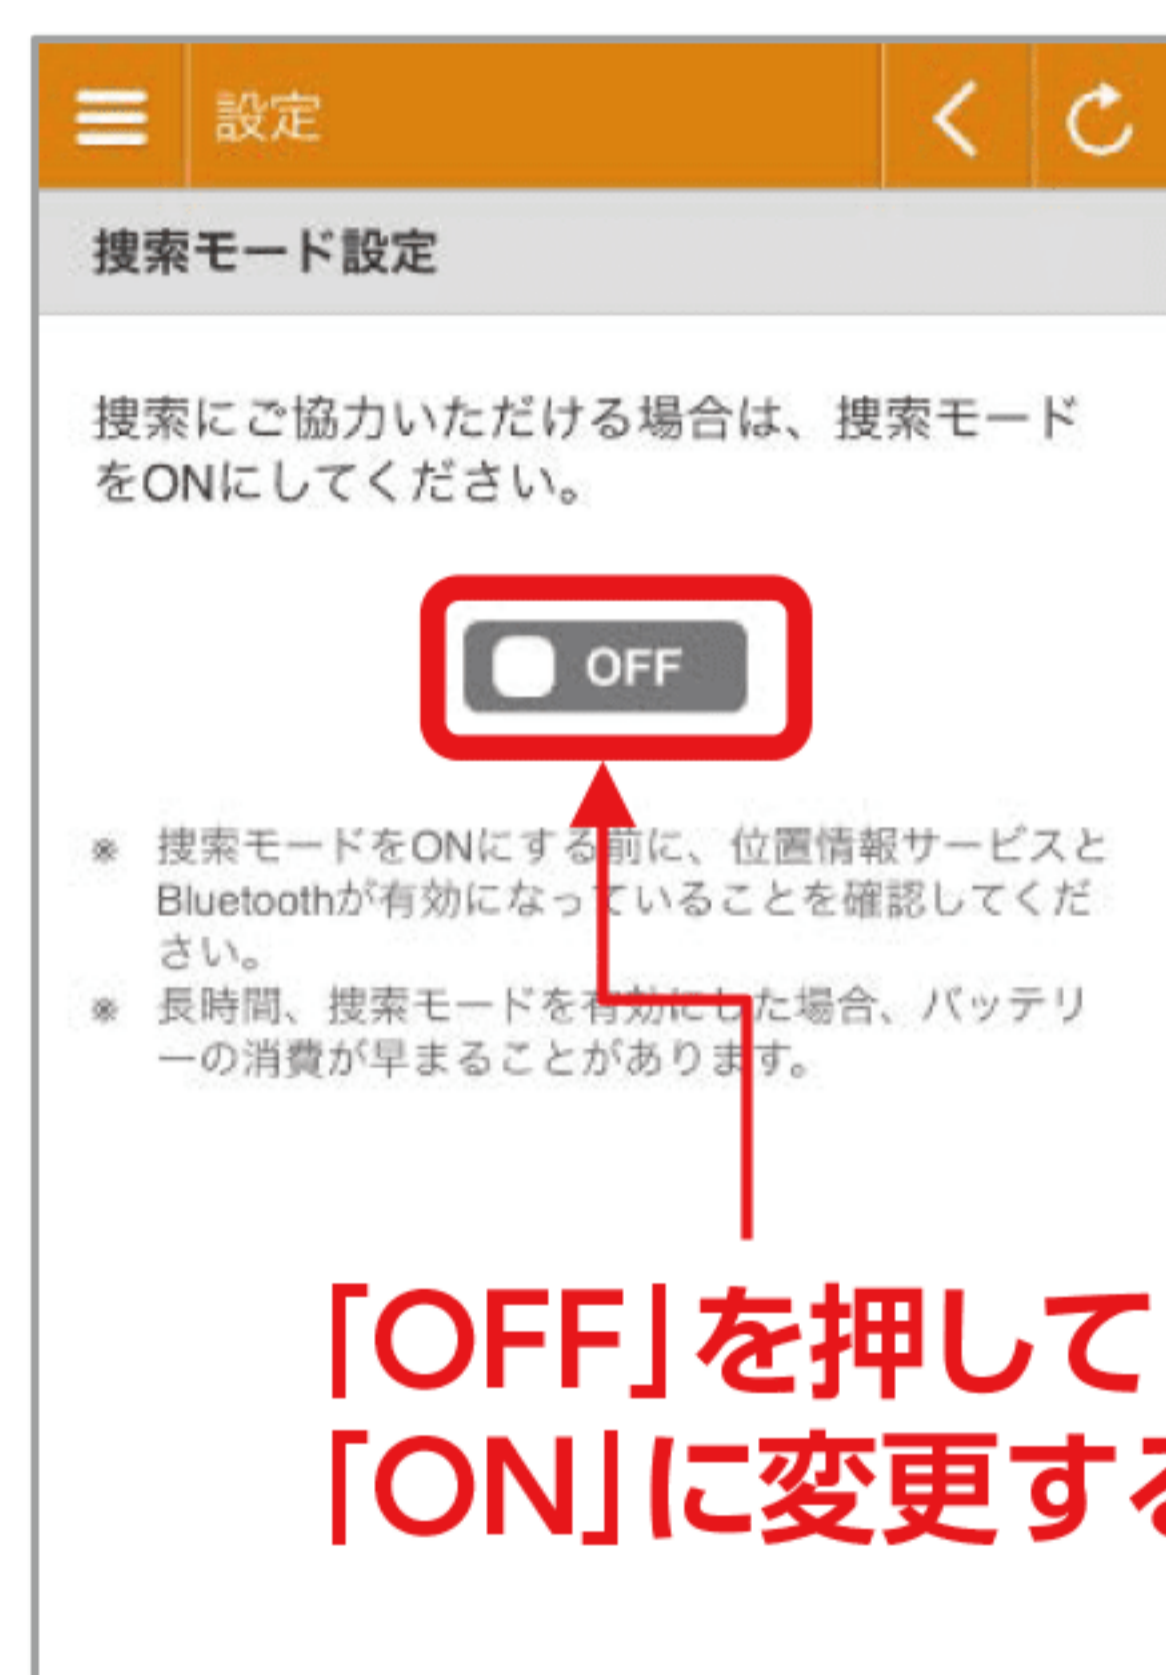 設定
捜索モード設定
捜索にご協力いただける場合は、捜索モード
をONにしてください。
OFF
※ 捜索モードをONにする前に、位置情報サービスと
Bluetoothが有効になっていることを確認してくだ
さい。
※ 長時間、捜索モードを有効にした場合、バッテリ
ーの消費が早まることがあります。
「OFF」を押して
「ON」に変更する